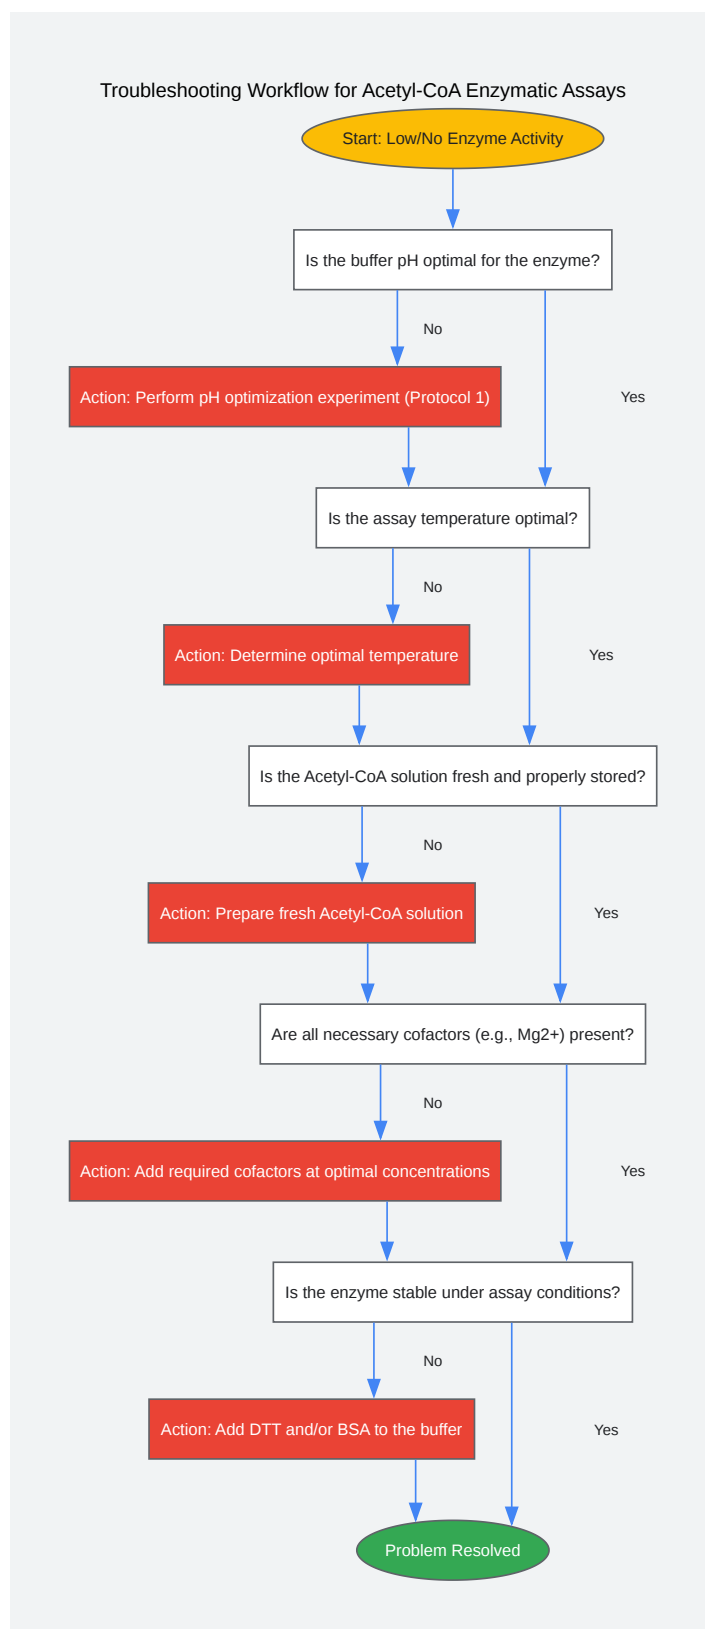 Troubleshooting Workflow for Acetyl-CoA Enzymatic Assays
Start: Low/No Enzyme Activity
Is the buffer pH optimal for the enzyme?
No
Action: Perform pH optimization experiment (Protocol 1)
Yes
Is the assay temperature optimal?
No
Action: Determine optimal temperature
Yes
Is the Acetyl-CoA solution fresh and properly stored?
No
Action: Prepare fresh Acetyl-CoA solution
Yes
Are all necessary cofactors (e.g., Mg2+) present?
No
Action: Add required cofactors at optimal concentrations
Yes
Is the enzyme stable under assay conditions?
No
Action: Add DTT and/or BSA to the buffer
Yes
Problem Resolved